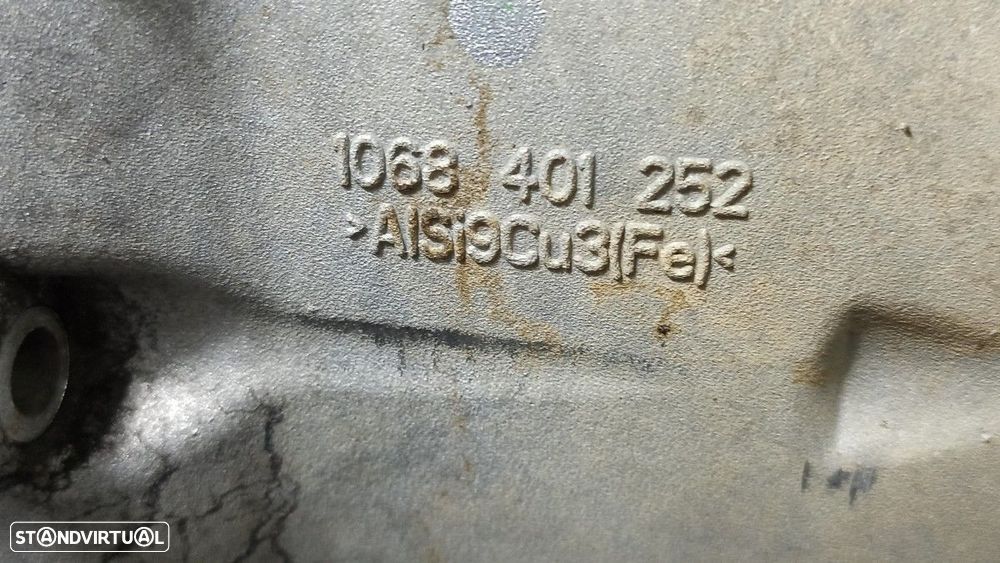 1068 401 252
>AlSi9Cu3(Fe)<
STANDVIRTUAL